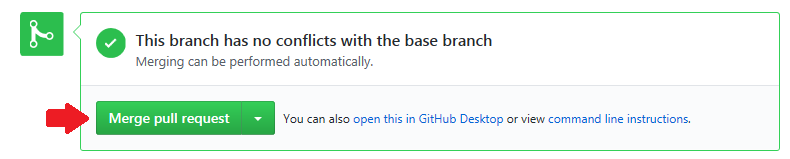 This branch has no conflicts with the base branch
Merging can be performed automatically.
Merge pull request You can also open this in GitHub Desktop or view command line instructions.